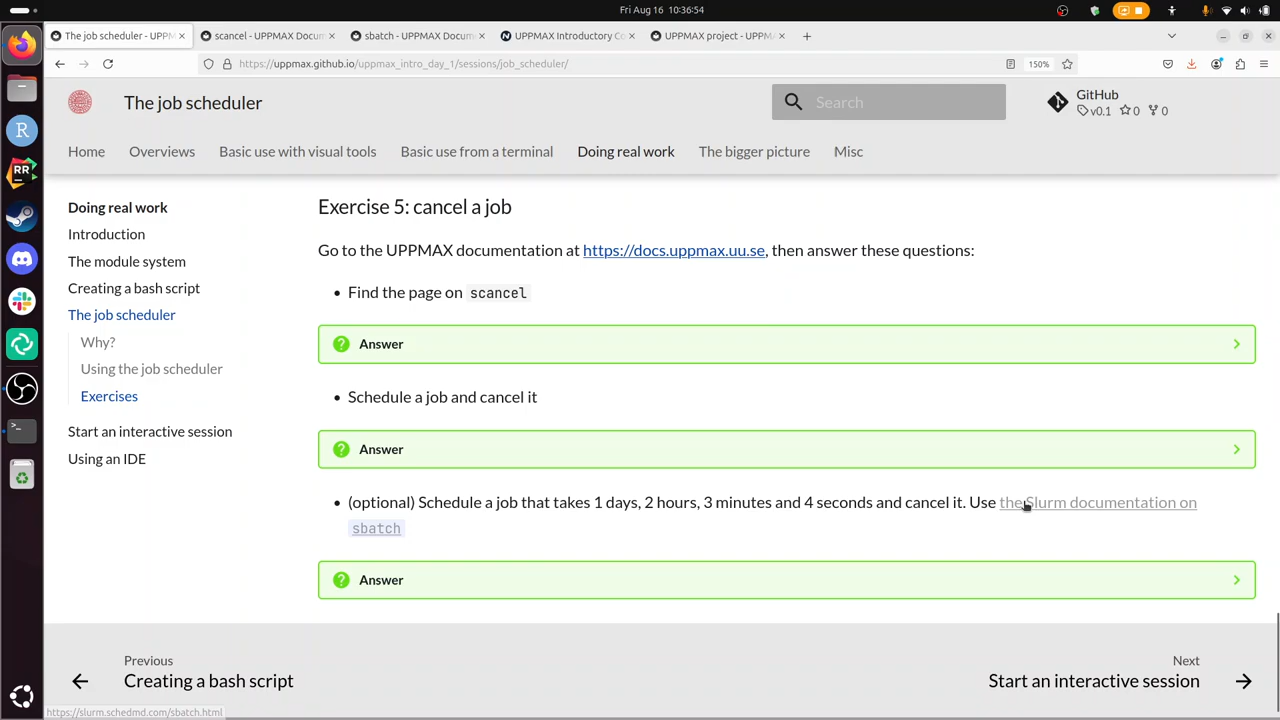 Fri Aug 16 10:36:54
The job scheduler - UPPM
scancel - UPPMAX Docum
sbatch - UPPMAX Docume
UPPMAX Introductory Co
UPPMAX project - UPPMA
https://uppmax.github.io/uppmax_intro_day_1/sessions/job_scheduler/
150%
The job scheduler
Search
GitHub
v0.1 0 0
Home Overviews Basic use with visual tools Basic use from a terminal Doing real work The bigger picture Misc
Doing real work
Introduction
The module system
Creating a bash script
The job scheduler
Why?
Using the job scheduler
Exercises
Start an interactive session
Using an IDE
Exercise 5: cancel a job
Go to the UPPMAX documentation at https://docs.uppmax.uu.se, then answer these questions:
• Find the page on scancel
? Answer
• Schedule a job and cancel it
? Answer
• (optional) Schedule a job that takes 1 days, 2 hours, 3 minutes and 4 seconds and cancel it. Use the Slurm documentation on
sbatch
? Answer
Previous
Creating a bash script
Next
Start an interactive session
https://slurm.schedmd.com/sbatch.html